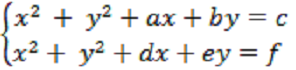 x² + y² + ax + by = c
x² + y² + dx + ey = f